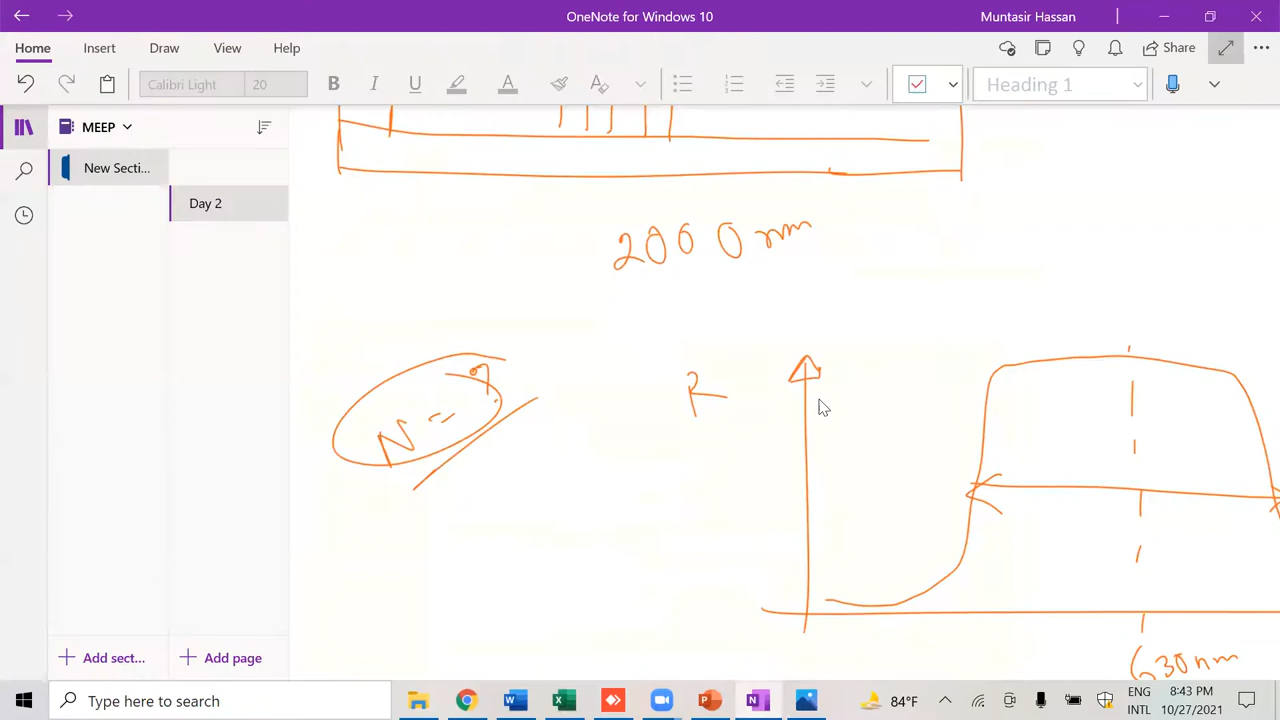 OneNote for Windows 10
Muntasir Hassan
Home Insert Draw View Help
Share
Calibri Light 20
B I U A
Heading 1
MEEP
New Secti...
Day 2
2000 nm
N =
R
630nm
+ Add sect... + Add page
Type here to search
84°F
ENG
INTL
8:43 PM
10/27/2021